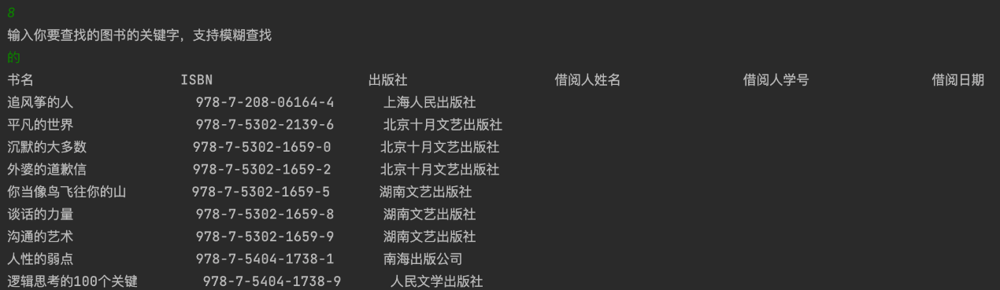 8
输入你要查找的图书的关键字，支持模糊查找
的
书名 ISBN 出版社 借阅人姓名 借阅人学号 借阅日期
追风筝的人 978-7-208-06164-4 上海人民出版社
平凡的世界 978-7-5302-2139-6 北京十月文艺出版社
沉默的大多数 978-7-5302-1659-0 北京十月文艺出版社
外婆的道歉信 978-7-5302-1659-2 北京十月文艺出版社
你当像鸟飞往你的山 978-7-5302-1659-5 湖南文艺出版社
谈话的力量 978-7-5302-1659-8 湖南文艺出版社
沟通的艺术 978-7-5302-1659-9 湖南文艺出版社
人性的弱点 978-7-5404-1738-1 南海出版公司
逻辑思考的100个关键 978-7-5404-1738-9 人民文学出版社